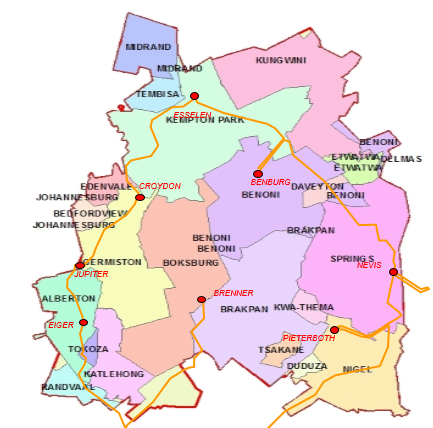 MIDRAND
KUNGWINI
MIDRAND
TEMBISA
ESSELEN
KEMPTON PARK
BENONI
ETWATWA
DELMAS
ETWATWA
EDENVALE
CROYDON
BENBURG
DAVEYTON
JOHANNESBURG
BENONI
BENONI
BEDFORDVIEW
JOHANNESBURG
BRAKPAN
BENONI
BENONI
GERMISTON
BOKSBURG
SPRINGS
NEVIS
JUPITER
ALBERTON
BRENNER
BRAKPAN
KWA-THEMA
EIGER
PIETERBOTH
TOKOZA
TSAKANE
DUDUZA
NIGEL
KATLEHONG
RANDVAAL